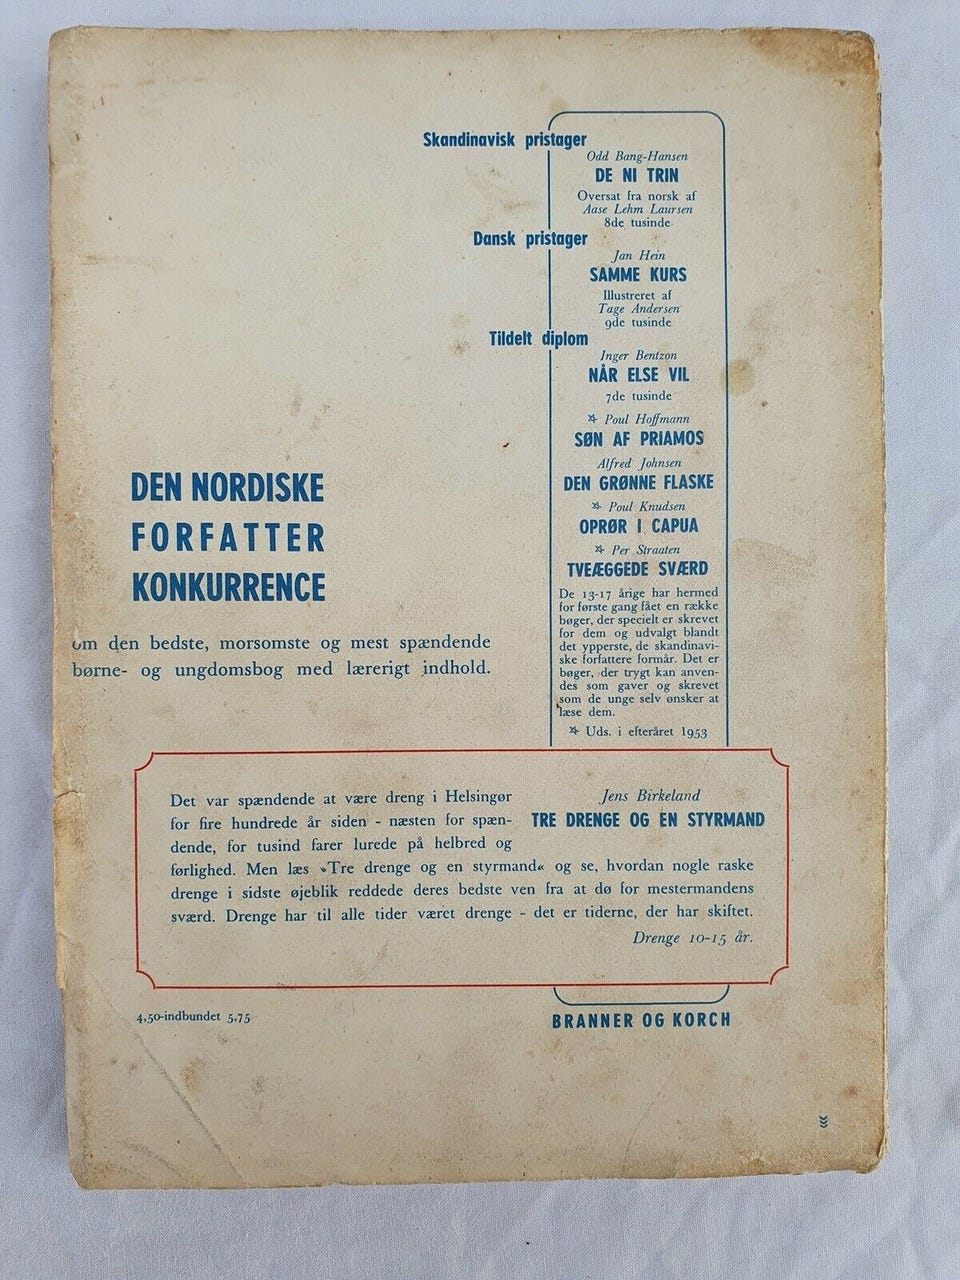 Skandinavisk pristager
Odd Bang-Hansen
DE NI TRIN
Oversat fra norsk af
Aase Lehm Laursen
8de tusinde
Dansk pristager
Jan Hein
SAMME KURS
Illustreret af
Tage Andersen
9de tusinde
Tildelt diplom
Inger Bentzon
NÅR ELSE VIL
7de tusinde
☆ Poul Hoffmann
SØN AF PRIAMOS
Alfred Johnsen
DEN GRØNNE FLASKE
☆ Poul Knudsen
OPRØR I CAPUA
☆ Per Straaten
TVEÆGGEDE SVÆRD
De 13-17 årige har hermed
for første gang fået en række
bøger, der specielt er skrevet
for dem og udvalgt blandt
det ypperste, de skandinavi-
ske forfattere formår. Det er
bøger, der trygt kan anven-
des som gaver og skrevet
som de unge selv ønsker at
læse dem.
☆ Uds. i efteråret 1953
DEN NORDISKE
FORFATTER
KONKURRENCE
om den bedste, morsomste og mest spændende
børne- og ungdomsbog med lærerigt indhold.
Jens Birkeland
TRE DRENGE OG EN STYRMAND
Det var spændende at være dreng i Helsingør
for fire hundrede år siden - næsten for spæn-
dende, for tusind farer lurede på helbred og
førlighed. Men læs »Tre drenge og en styrmand« og se, hvordan nogle raske
drenge i sidste øjeblik reddede deres bedste ven fra at dø for mestermandens
sværd. Drenge har til alle tider været drenge - det er tiderne, der har skiftet.
Drenge 10-15 år.
4,50-indbundet 5,75
BRANNER OG KORCH